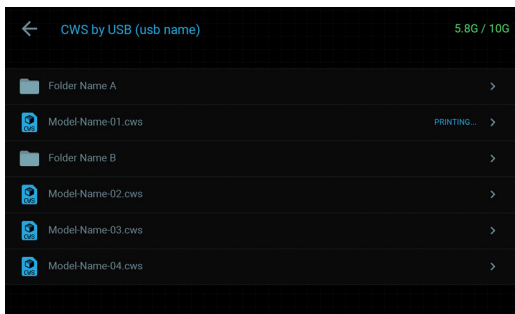 CWS by USB (usb name) 5.8G / 10G
Folder Name A
CWS Model-Name-01.cws PRINTING...
Folder Name B
CWS Model-Name-02.cws
CWS Model-Name-03.cws
CWS Model-Name-04.cws